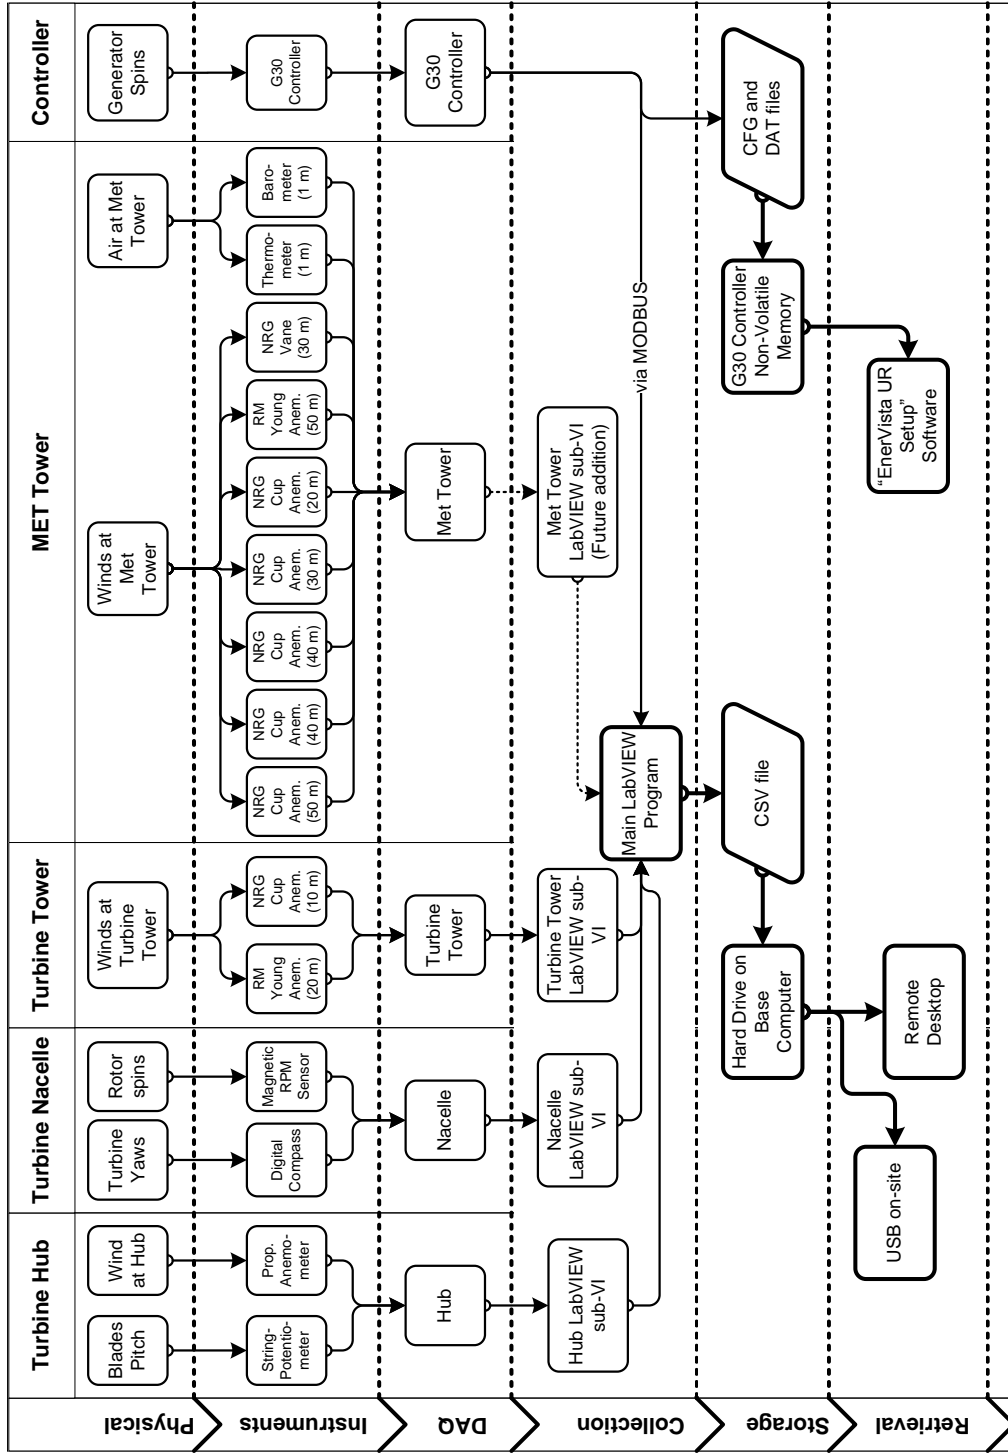 Turbine Hub
Turbine Nacelle
Turbine Tower
MET Tower
Controller
Physical
Blades
Pitch
Wind
at Hub
Turbine
Yaws
Rotor
spins
Winds at
Turbine
Tower
Winds at
Met
Tower
Air at Met
Tower
Generator
Spins
Instruments
String-
Potentio-
meter
Prop.
Anemo-
meter
Digital
Compass
Magnetic
RPM
Sensor
RM
Young
Anem.
(20 m)
NRG
Cup
Anem.
(10 m)
NRG
Cup
Anem.
(50 m)
NRG
Cup
Anem.
(40 m)
NRG
Cup
Anem.
(40 m)
NRG
Cup
Anem.
(30 m)
NRG
Cup
Anem.
(20 m)
RM
Young
Anem.
(50 m)
NRG
Vane
(30 m)
Thermo-
meter
(1 m)
Baro-
meter
(1 m)
G30
Controller
DAQ
Hub
Nacelle
Turbine
Tower
Met Tower
G30
Controller
Collection
Hub LabVIEW
sub-VI
Nacelle
LabVIEW sub-
VI
Turbine Tower
LabVIEW sub-
VI
Main LabVIEW
Program
Met Tower
LabVIEW sub-VI
(Future addition)
via MODBUS
Storage
Hard Drive on
Base
Computer
CSV file
G30 Controller
Non-Volatile
Memory
CFG and
DAT files
Retrieval
USB on-site
Remote
Desktop
“EnerVista UR
Setup”
Software